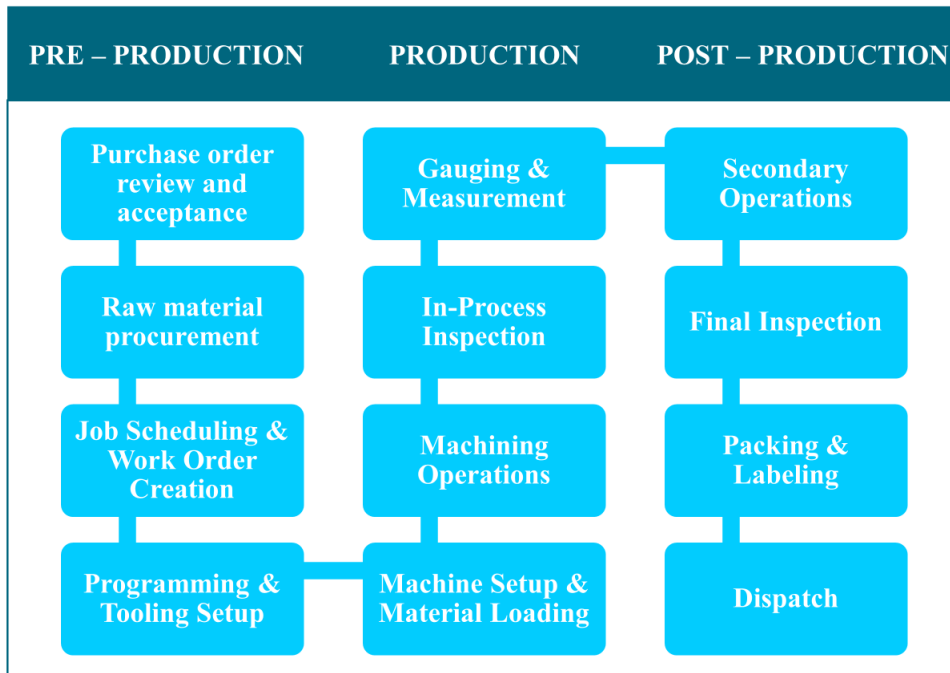 PRE – PRODUCTION
PRODUCTION
POST – PRODUCTION
Purchase order
review and
acceptance
Raw material
procurement
Job Scheduling &
Work Order
Creation
Programming &
Tooling Setup
Gauging &
Measurement
In-Process
Inspection
Machining
Operations
Machine Setup &
Material Loading
Secondary
Operations
Final Inspection
Packing &
Labeling
Dispatch